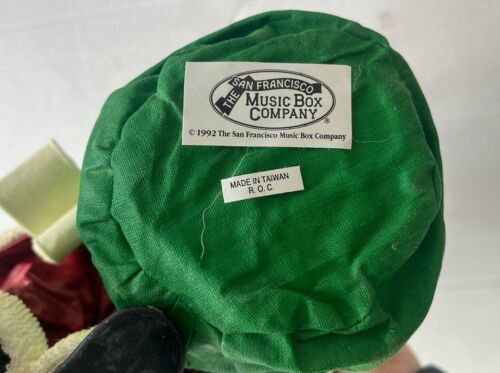 THE SAN FRANCISCO
MUSIC BOX
COMPANY®
© 1992 The San Francisco Music Box Company
MADE IN TAIWAN
R. O. C.